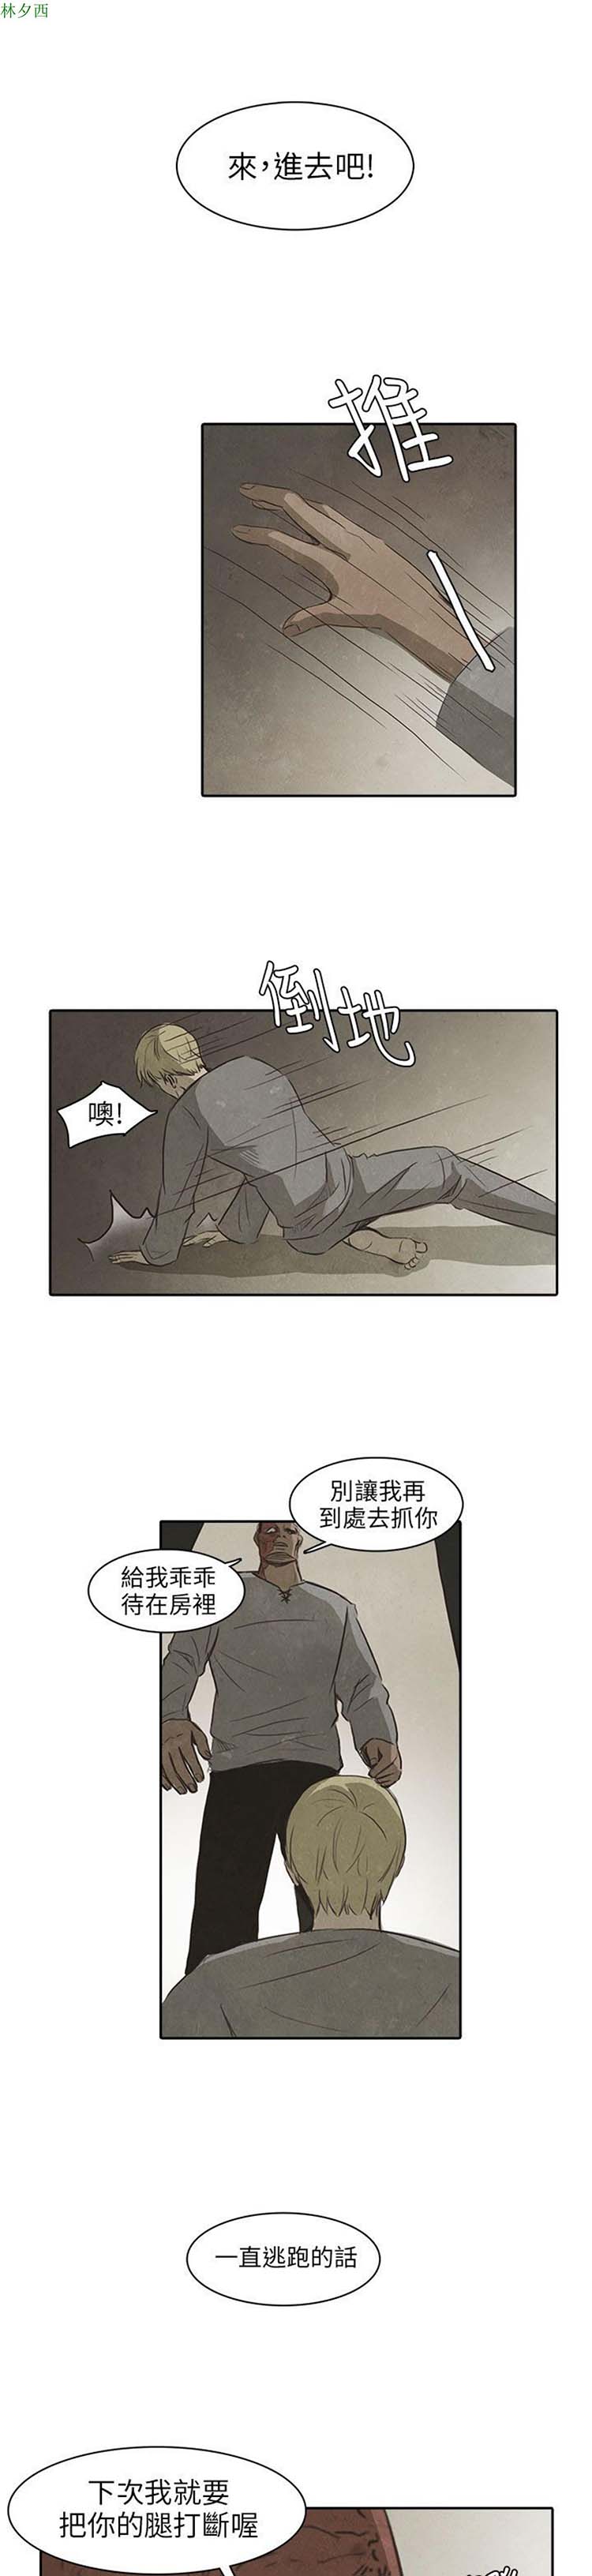 林夕西
來，進去吧!
推
倒地
噢!
別讓我再
到處去抓你
給我乖乖
待在房裡
一直逃跑的話
下次我就要
把你的腿打斷喔